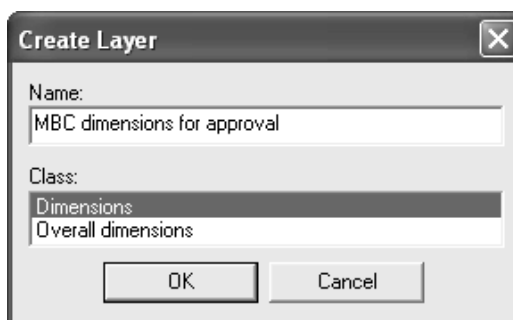 Create Layer
Name:
MBC dimensions for approval
Class:
Dimensions
Overall dimensions
OK Cancel